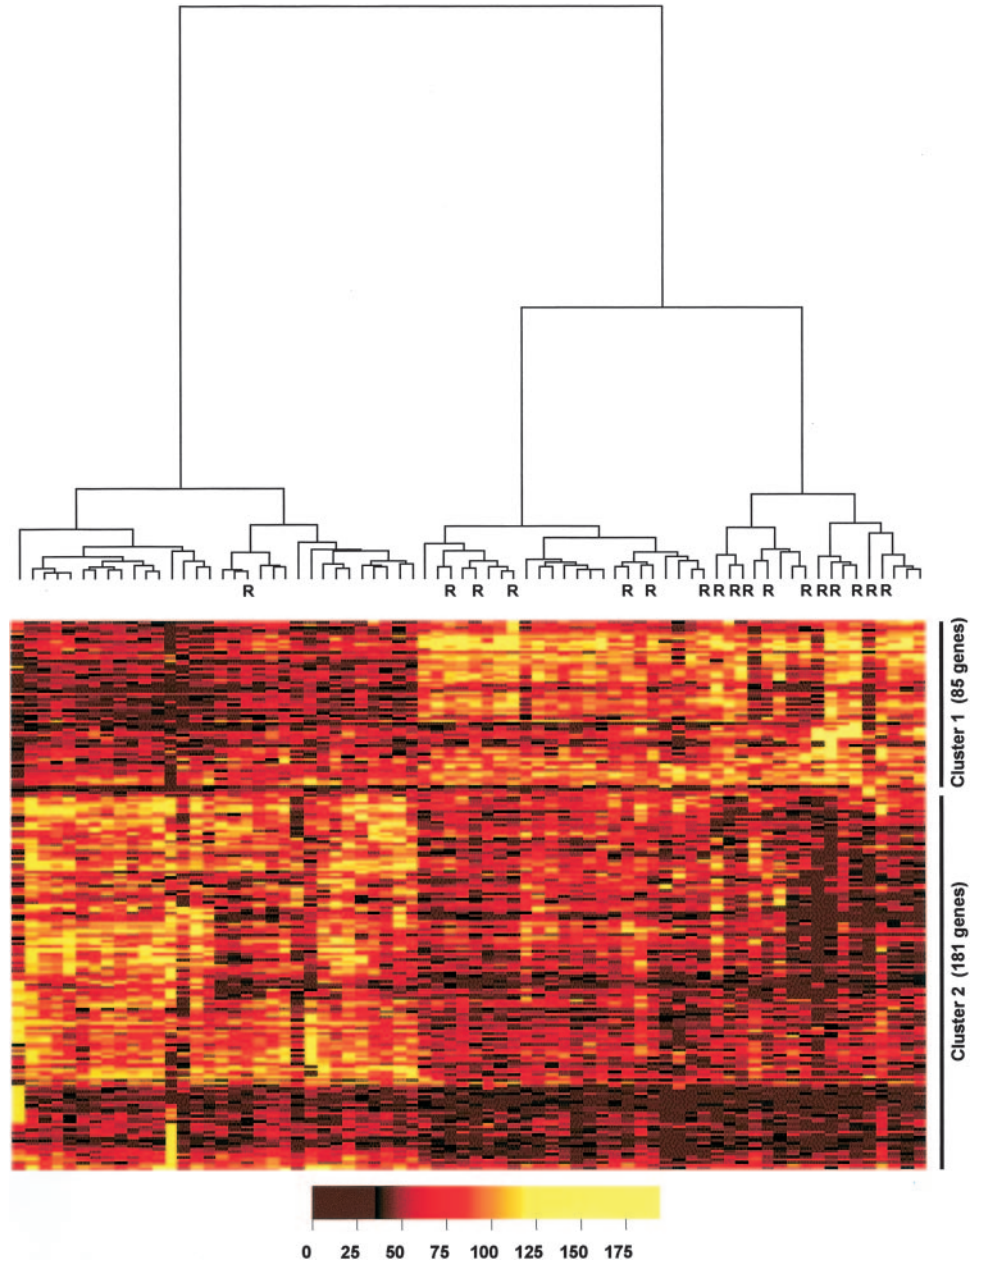 R R R R R R R R R R R R R R R R R R R
Cluster 1 (85 genes)
Cluster 2 (181 genes)
0 25 50 75 100 125 150 175